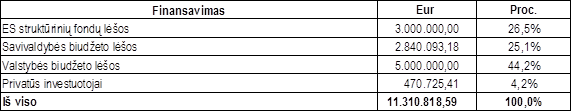 Finansavimas Eur Proc.
ES struktūrinių fondų lėšos 3.000.000,00 26,5%
Savivaldybės biudžeto lėšos 2.840.093,18 25,1%
Valstybės biudžeto lėšos 5.000.000,00 44,2%
Privatūs investuotojai 470.725,41 4,2%
Iš viso 11.310.818,59 100,0%